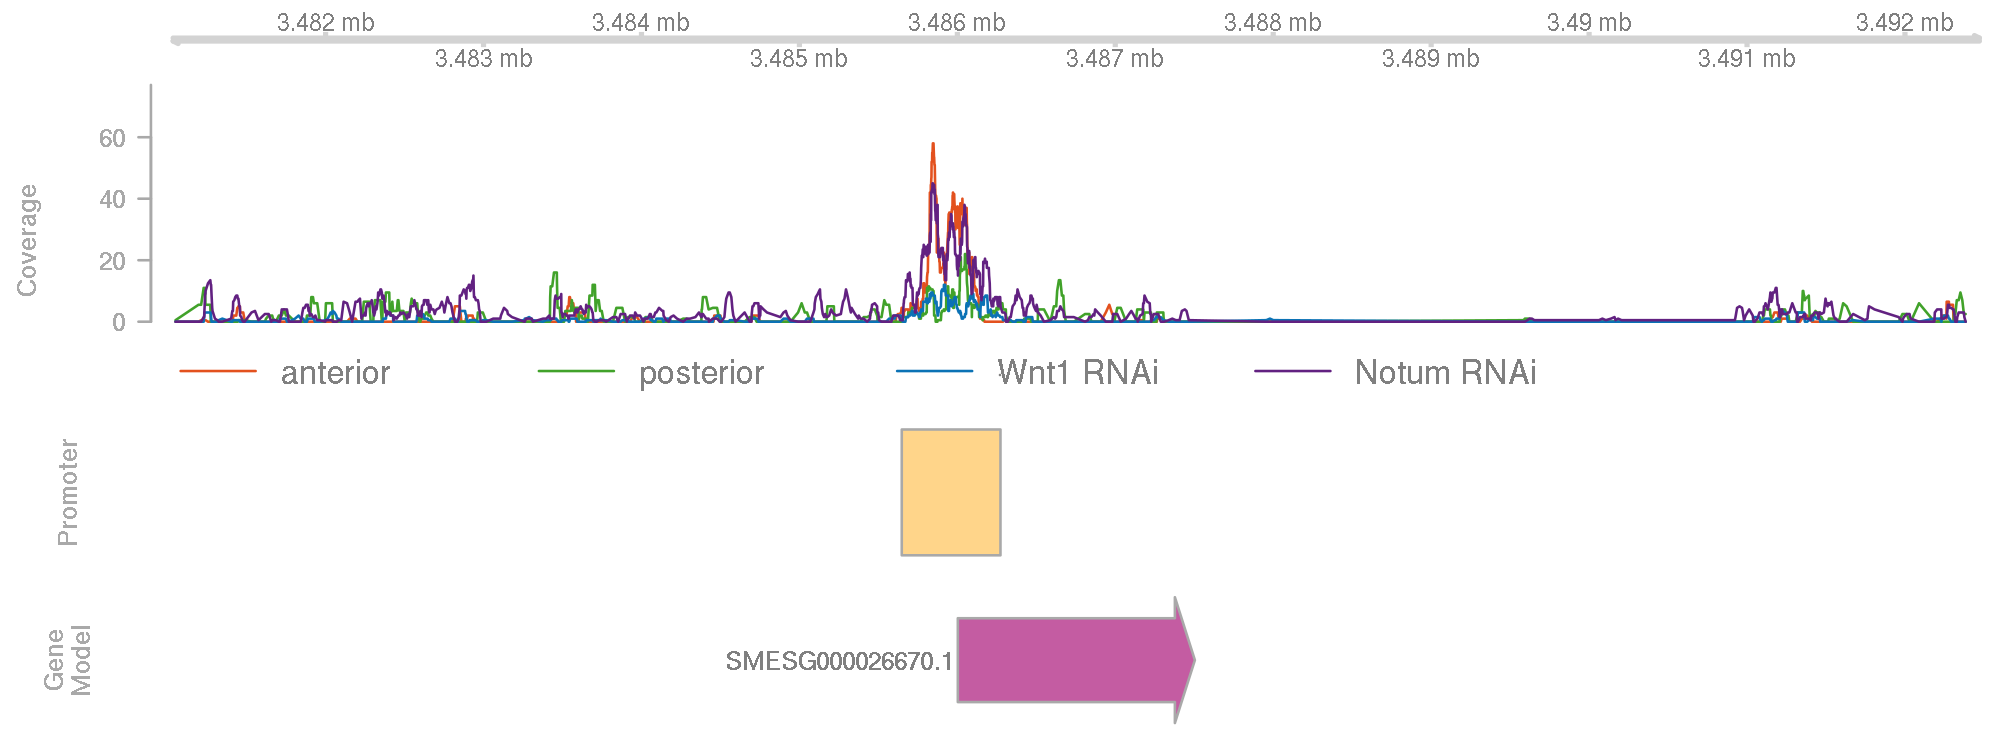 3.482 mb 3.484 mb 3.486 mb 3.488 mb 3.49 mb 3.492 mb
3.483 mb 3.485 mb 3.487 mb 3.489 mb 3.491 mb
Coverage
60
40
20
0
anterior posterior Wnt1 RNAi Notum RNAi
Promoter
Gene
Model
SMESG000026670.1